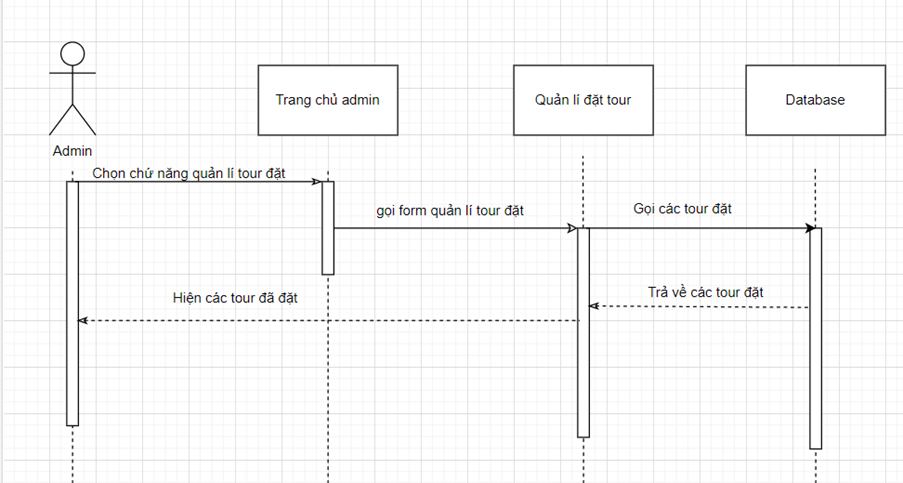 Trang chủ admin
Quản lí đặt tour
Database
Admin
Chọn chứ năng quản lí tour đặt
gọi form quản lí tour đặt
Gọi các tour đặt
Trả về các tour đặt
Hiện các tour đã đặt